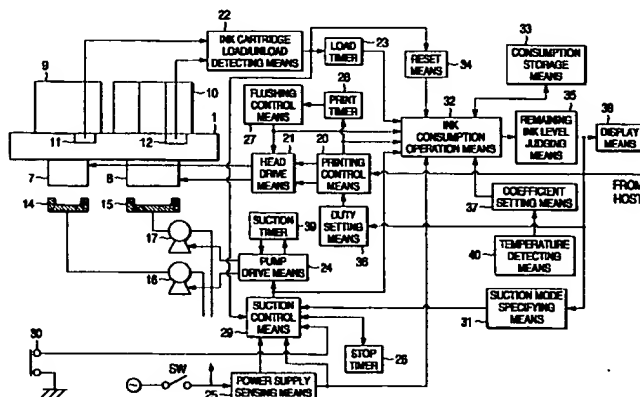 22
INK CARTRIDGE
LOAD/UNLOAD
DETECTING MEANS
23
LOAD
TIMER
34
RESET
MEANS
33
CONSUMPTION
STORAGE
MEANS
9
10
1
11
12
7
8
28
PRINT
TIMER
FLUSHING
CONTROL
MEANS
27
32
INK
CONSUMPTION
OPERATION MEANS
35
REMAINING
INK LEVEL
JUDGING
MEANS
38
DISPLAY
MEANS
21
HEAD
DRIVE
MEANS
20
PRINTING
CONTROL
MEANS
FROM
HOST
14
15
17
16
39
SUCTION
TIMER
DUTY
SETTING
MEANS
36
37
COEFFICIENT
SETTING MEANS
40
TEMPERATURE
DETECTING
MEANS
PUMP
DRIVE MEANS
24
SUCTION
CONTROL
MEANS
29
SUCTION MODE
SPECIFYING
MEANS
31
STOP
TIMER
26
30
SW
POWER SUPPLY
SENSING MEANS
25